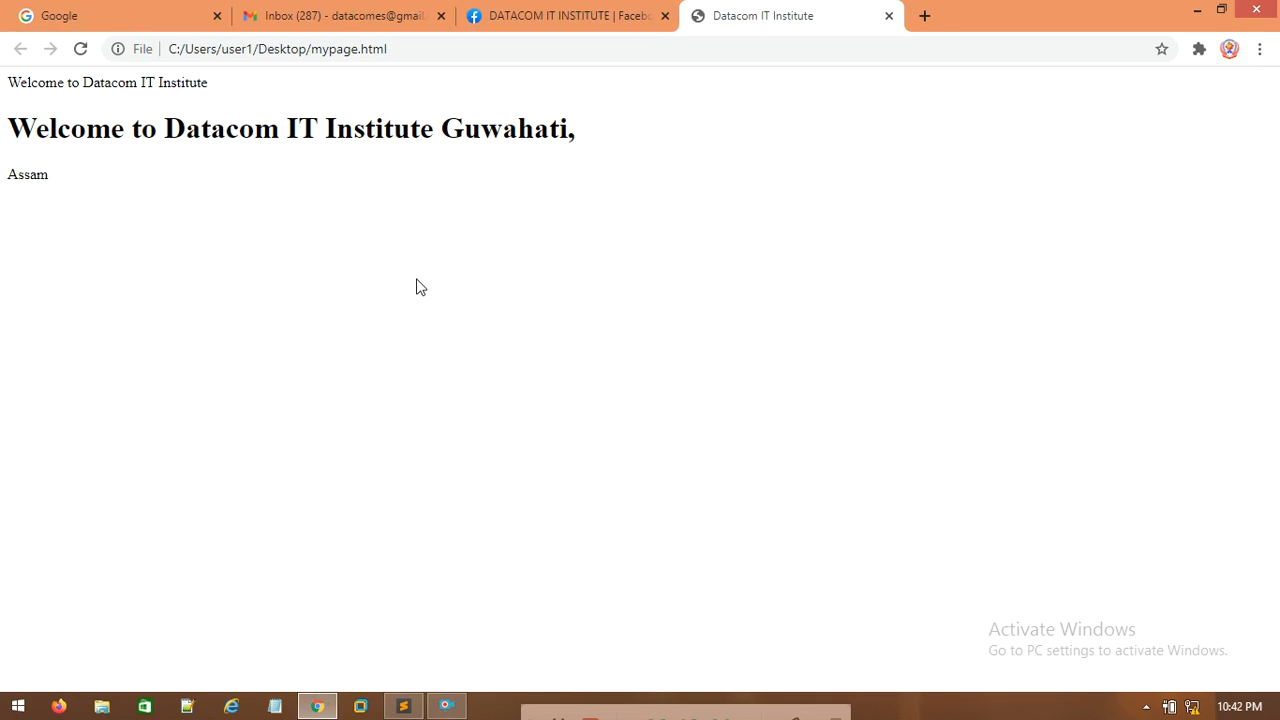 Google
Inbox (287) - datacomes@gmail.
DATACOM IT INSTITUTE | Facebo
Datacom IT Institute
File
C:/Users/user1/Desktop/mypage.html
Welcome to Datacom IT Institute
Welcome to Datacom IT Institute Guwahati,
Assam
Activate Windows
Go to PC settings to activate Windows.
10:42 PM